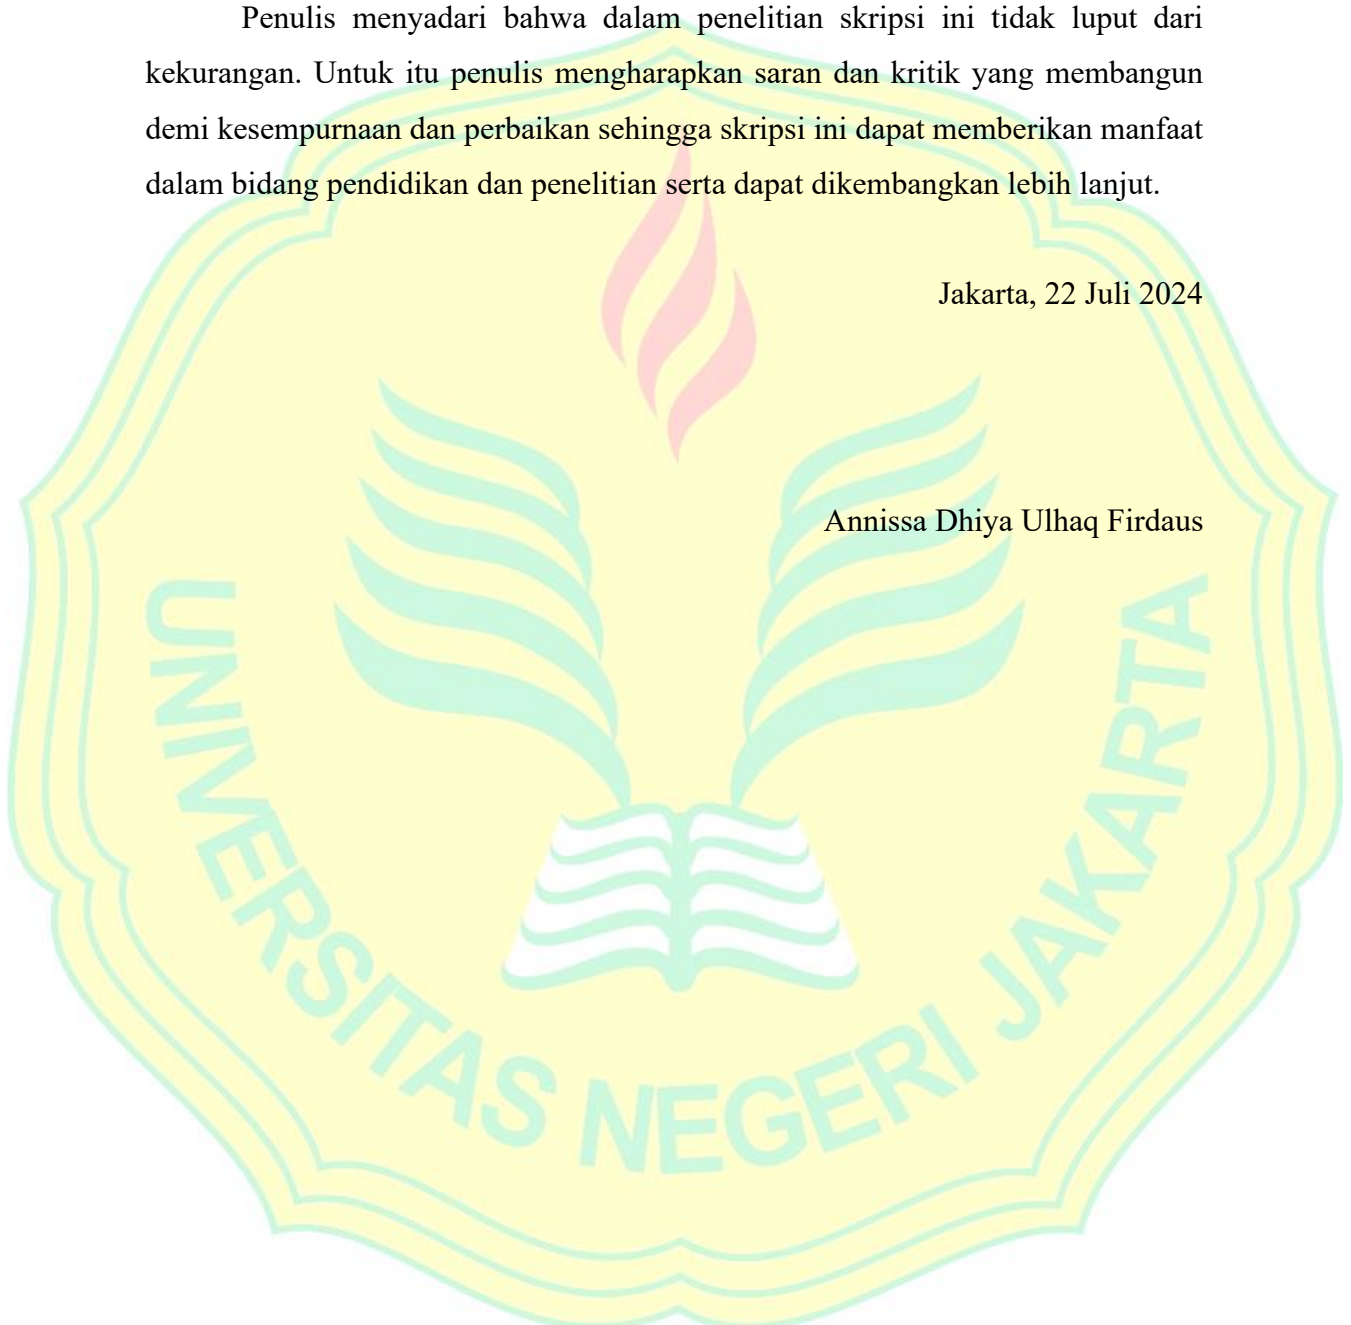 Penulis menyadari bahwa dalam penelitian skripsi ini tidak luput dari
kekurangan. Untuk itu penulis mengharapkan saran dan kritik yang membangun
demi kesempurnaan dan perbaikan sehingga skripsi ini dapat memberikan manfaat
dalam bidang pendidikan dan penelitian serta dapat dikembangkan lebih lanjut.
Jakarta, 22 Juli 2024
Annissa Dhiya Ulhaq Firdaus
UNIVERSITAS NEGERI JAKARTA